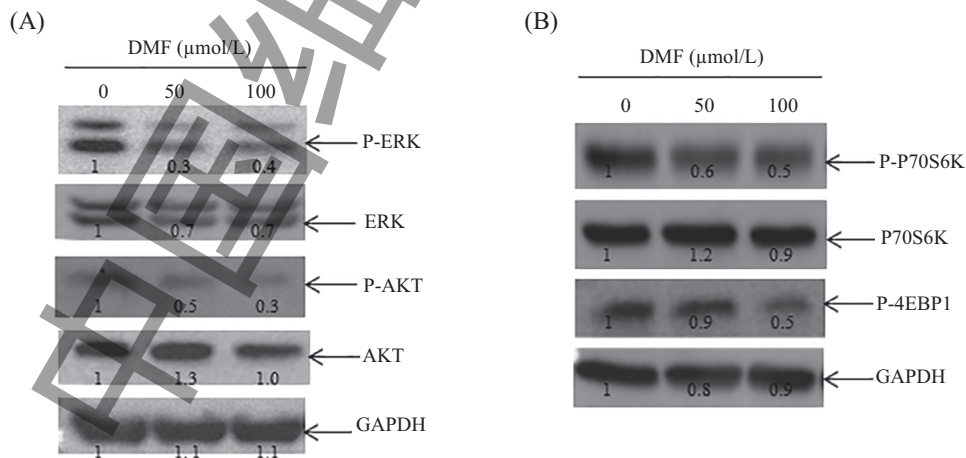 (A)
DMF (μmol/L)
0 50 100
P-ERK
1 0.3 0.4
ERK
1 0.7 0.7
P-AKT
1 0.5 0.3
AKT
1 1.3 1.0
GAPDH
1 1.1 1.1
(B)
DMF (μmol/L)
0 50 100
P-P70S6K
1 0.6 0.5
P70S6K
1 1.2 0.9
P-4EBP1
1 0.9 0.5
GAPDH
1 0.8 0.9
中国组